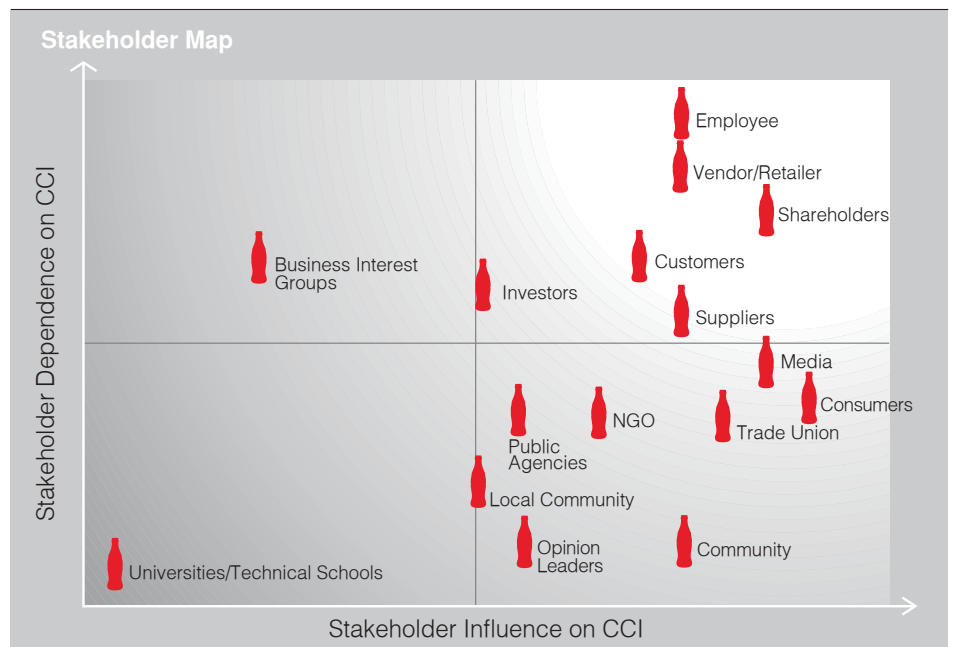 Stakeholder Map
Stakeholder Dependence on CCI
Employee
Vendor/Retailer
Shareholders
Customers
Business Interest
Groups
Investors
Suppliers
Media
Consumers
NGO
Trade Union
Public
Agencies
Local Community
Opinion
Leaders
Community
Universities/Technical Schools
Stakeholder Influence on CCI